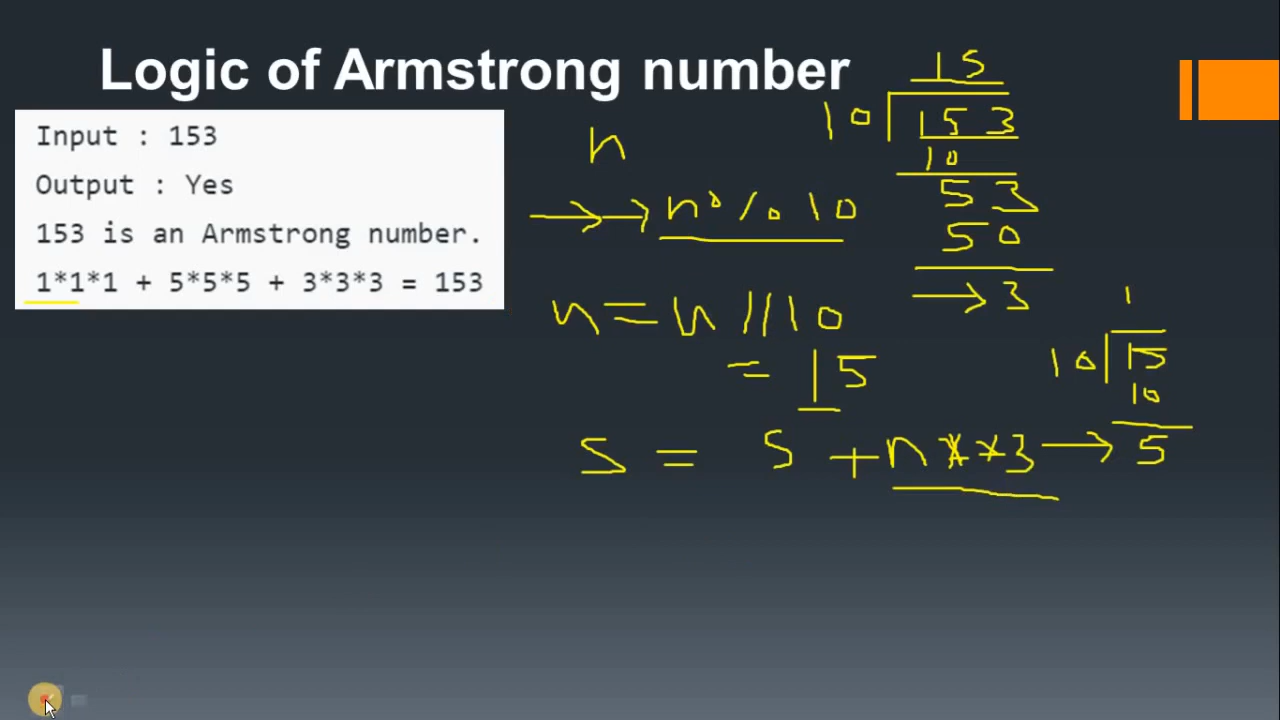 Logic of Armstrong number
Input : 153
Output : Yes
153 is an Armstrong number.
1*1*1 + 5*5*5 + 3*3*3 = 153
n
→→ n % 10
n = n // 10
= 15
S = S + n**3 → 5
15
10 153
10
53
50
→ 3
1
10 15
10